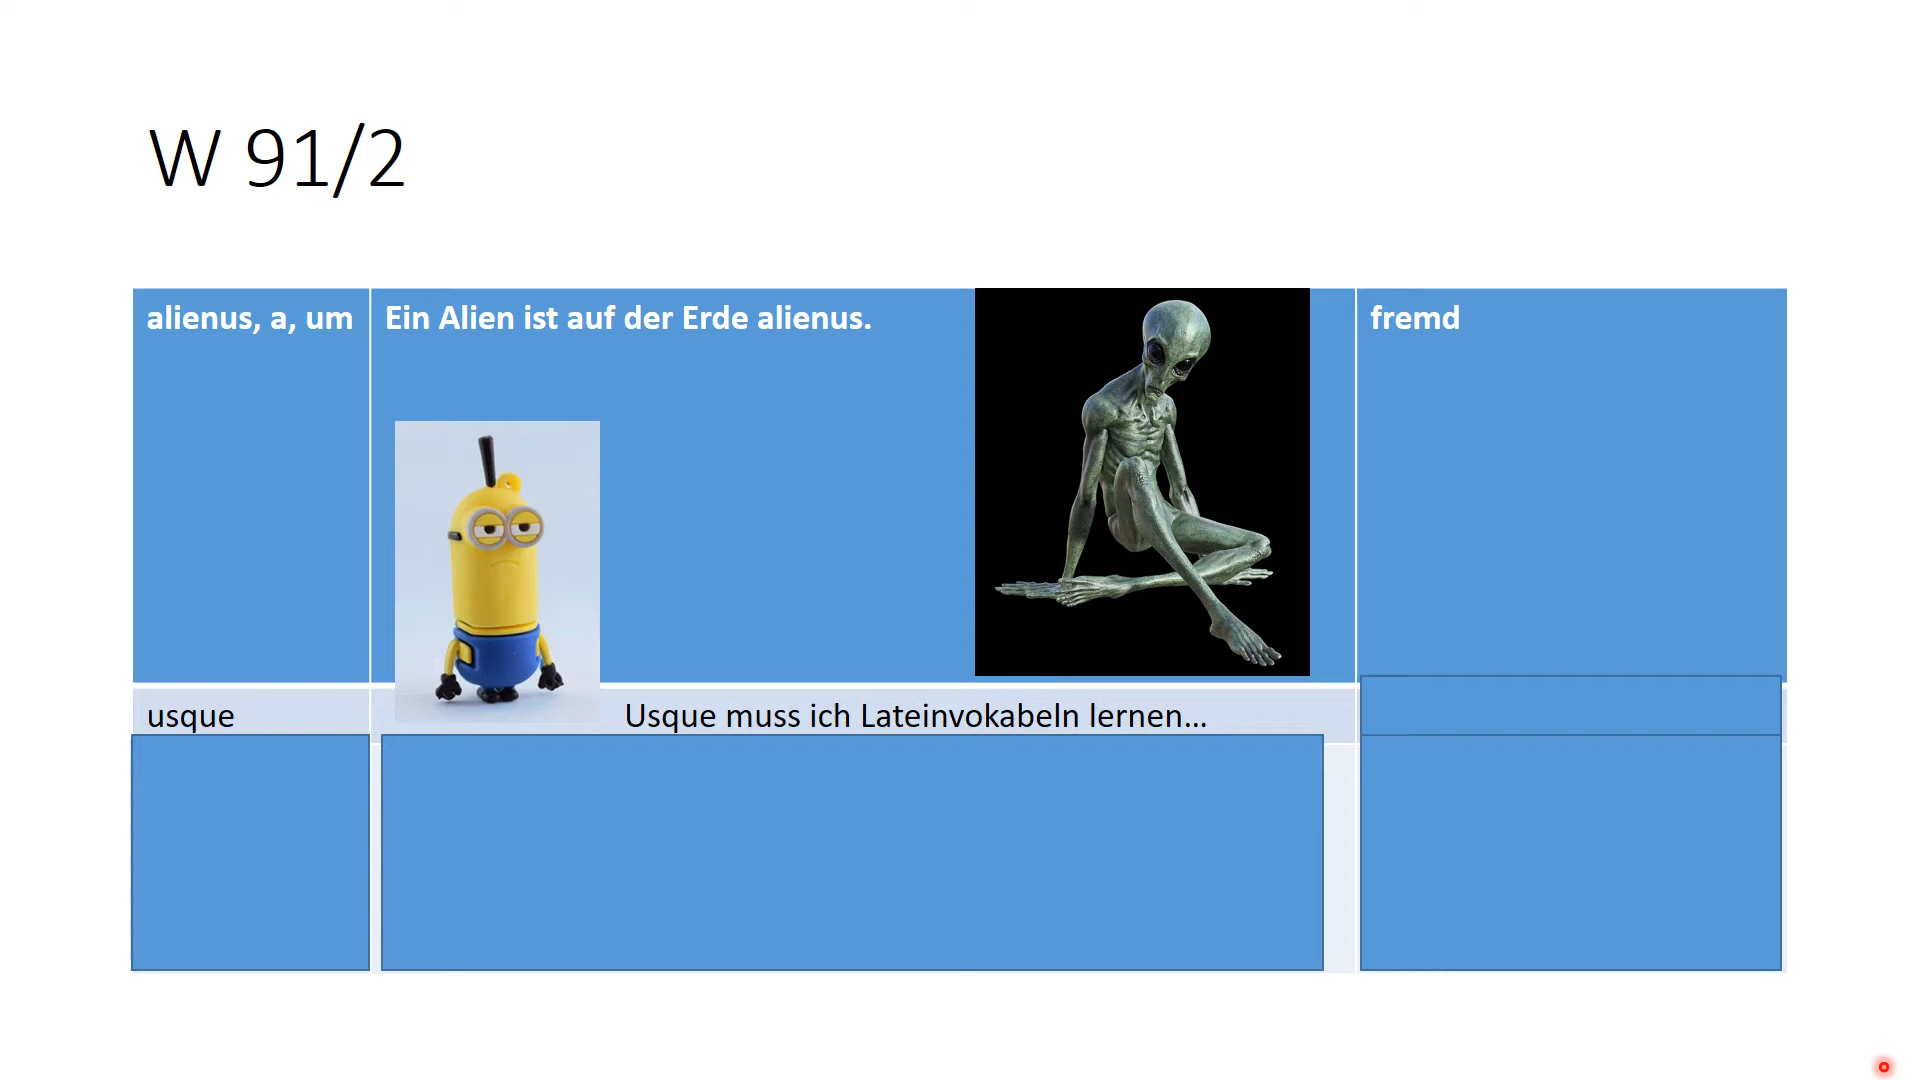 W 91/2
alienus, a, um
Ein Alien ist auf der Erde alienus.
fremd
usque
Usque muss ich Lateinvokabeln lernen...